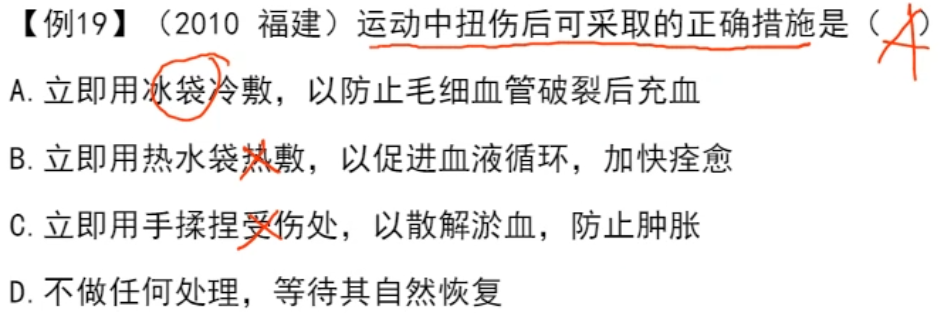 【例19】（2010 福建）运动中扭伤后可采取的正确措施是（A）
A. 立即用冰袋冷敷，以防止毛细血管破裂后充血
B. 立即用热水袋热敷，以促进血液循环，加快痊愈
C. 立即用手揉捏受伤处，以散解淤血，防止肿胀
D. 不做任何处理，等待其自然恢复